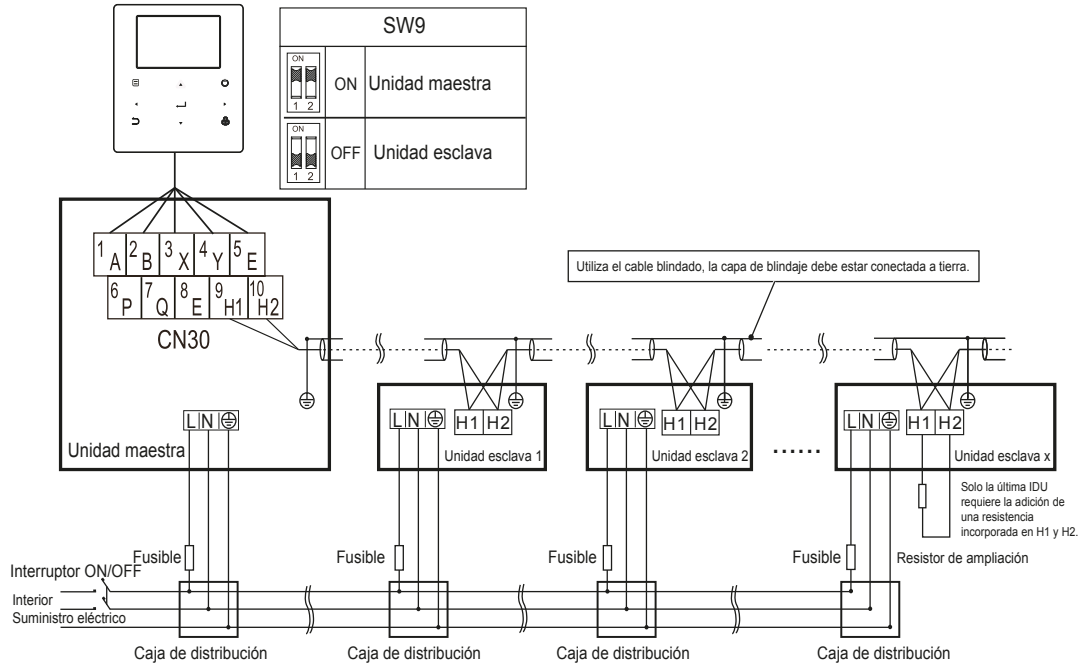 SW9
ON
1 2
ON
Unidad maestra
ON
1 2
OFF
Unidad esclava
1 A
2 B
3 X
4 Y
5 E
6 P
7 Q
8 E
9 H1
10 H2
CN30
Utiliza el cable blindado, la capa de blindaje debe estar conectada a tierra.
L N
Unidad maestra
L N
H1 H2
Unidad esclava 1
L N
H1 H2
Unidad esclava 2
......
L N
H1 H2
Unidad esclava x
Solo la última IDU
requiere la adición de
una resistencia
incorporada en H1 y H2.
Fusible
Fusible
Fusible
Fusible
Resistor de ampliación
Interruptor ON/OFF
Interior
Suministro eléctrico
Caja de distribución
Caja de distribución
Caja de distribución
Caja de distribución